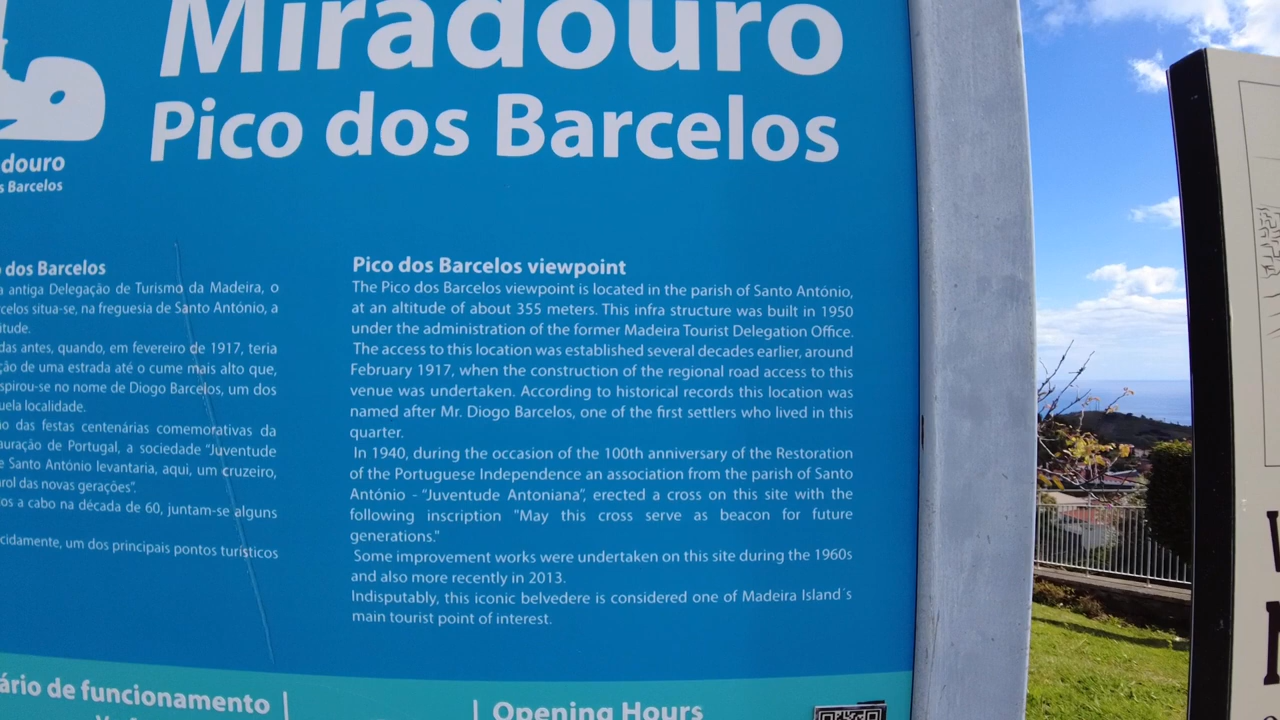 Miradouro
Pico dos Barcelos
douro
s Barcelos
dos Barcelos
a antiga Delegação de Turismo da Madeira, o
celos situa-se, na freguesia de Santo António, a
itude.
das antes, quando, em fevereiro de 1917, teria
ção de uma estrada até o cume mais alto que,
spirou-se no nome de Diogo Barcelos, um dos
uela localidade.
ão das festas centenárias comemorativas da
auração de Portugal, a sociedade "Juventude
e Santo António levantaria, aqui, um cruzeiro,
arol das novas gerações".
os a cabo na década de 60, juntam-se alguns
cidamente, um dos principais pontos turísticos
Pico dos Barcelos viewpoint
The Pico dos Barcelos viewpoint is located in the parish of Santo António,
at an altitude of about 355 meters. This infra structure was built in 1950
under the administration of the former Madeira Tourist Delegation Office.
The access to this location was established several decades earlier, around
February 1917, when the construction of the regional road access to this
venue was undertaken. According to historical records this location was
named after Mr. Diogo Barcelos, one of the first settlers who lived in this
quarter.
In 1940, during the occasion of the 100th anniversary of the Restoration
of the Portuguese Independence an association from the parish of Santo
António - "Juventude Antoniana", erected a cross on this site with the
following inscription "May this cross serve as beacon for future
generations."
Some improvement works were undertaken on this site during the 1960s
and also more recently in 2013.
Indisputably, this iconic belvedere is considered one of Madeira Island´s
main tourist point of interest.
ário de funcionamento
Opening Hours